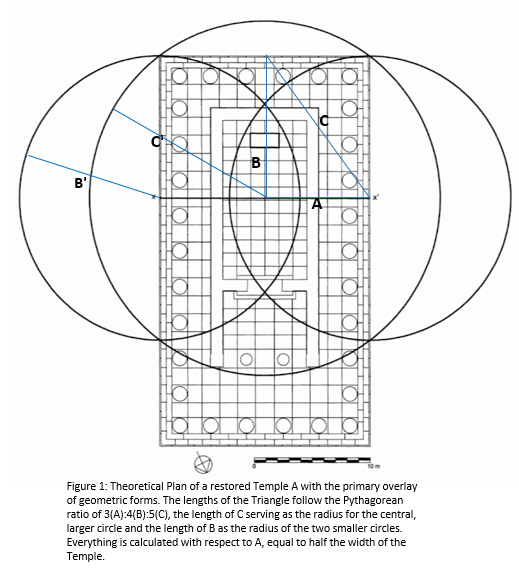 C
C'
B
B'
A
x
x'
0
10 m
Figure 1: Theoretical Plan of a restored Temple A with the primary overlay
of geometric forms. The lengths of the Triangle follow the Pythagorean
ratio of 3(A):4(B):5(C), the length of C serving as the radius for the central,
larger circle and the length of B as the radius of the two smaller circles.
Everything is calculated with respect to A, equal to half the width of the
Temple.